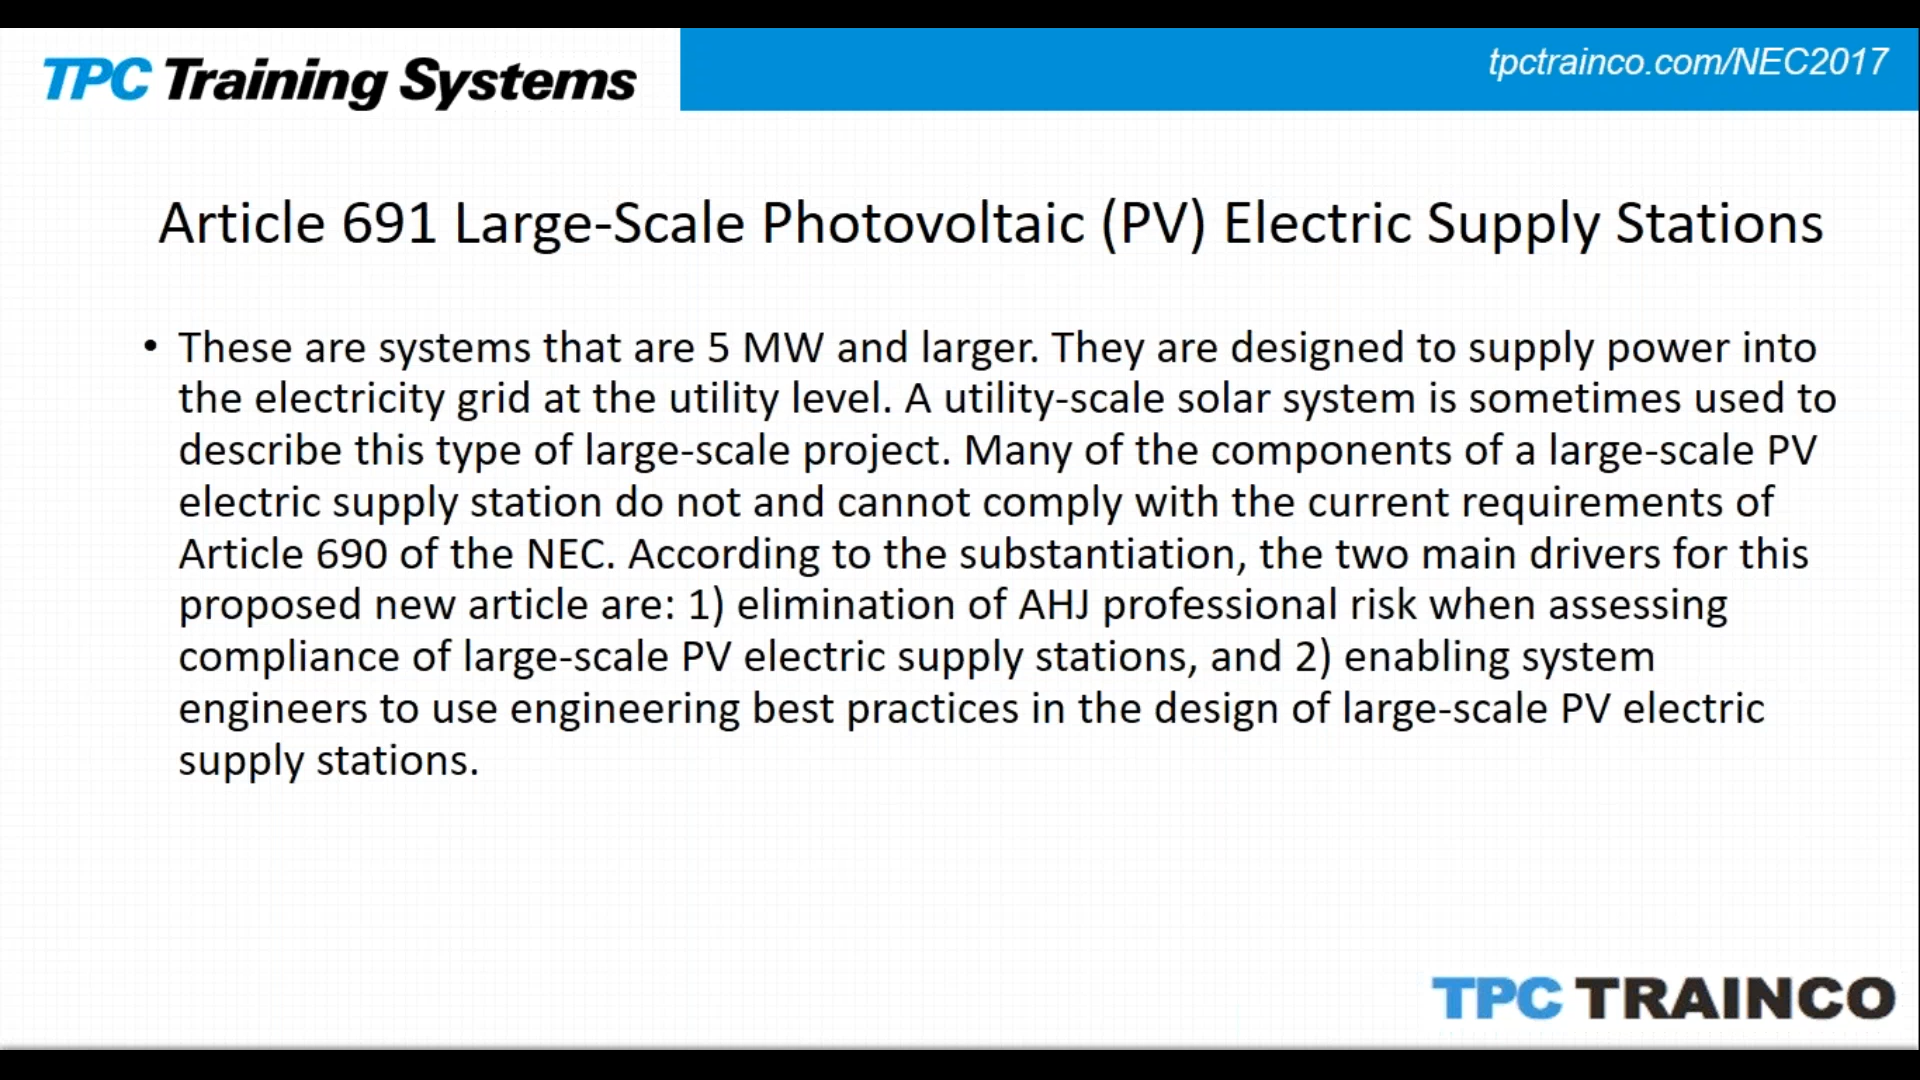 TPC Training Systems
tpctrainco.com/NEC2017
Article 691 Large-Scale Photovoltaic (PV) Electric Supply Stations
• These are systems that are 5 MW and larger. They are designed to supply power into
the electricity grid at the utility level. A utility-scale solar system is sometimes used to
describe this type of large-scale project. Many of the components of a large-scale PV
electric supply station do not and cannot comply with the current requirements of
Article 690 of the NEC. According to the substantiation, the two main drivers for this
proposed new article are: 1) elimination of AHJ professional risk when assessing
compliance of large-scale PV electric supply stations, and 2) enabling system
engineers to use engineering best practices in the design of large-scale PV electric
supply stations.
TPC TRAINCO